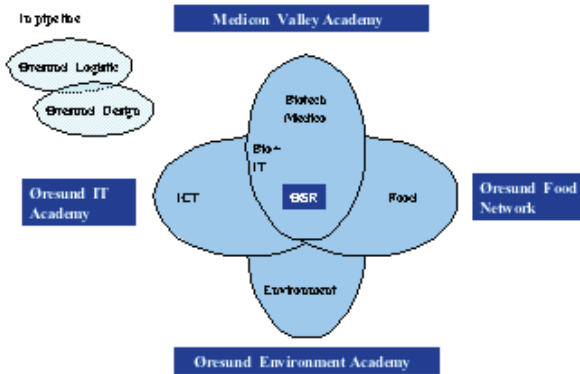 In pipeline
Medicon Valley Academy
Øresund Logistic
Øresund Design
Biotech
Medico
Bio-
IT
Øresund IT
Academy
ICT
ØSR
Food
Øresund Food
Network
Environment
Øresund Environment Academy